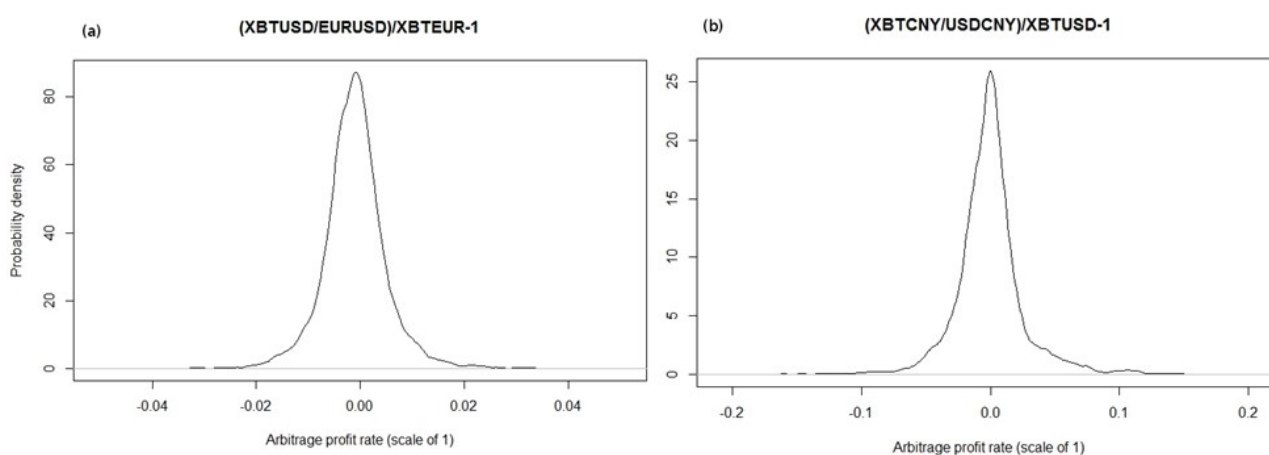 (a)
(XBTUSD/EURUSD)/XBTEUR-1
Probability density
80
60
40
20
0
-0.04 -0.02 0.00 0.02 0.04
Arbitrage profit rate (scale of 1)
(b)
(XBTCNY/USDCNY)/XBTUSD-1
25
20
15
10
5
0
-0.2 -0.1 0.0 0.1 0.2
Arbitrage profit rate (scale of 1)